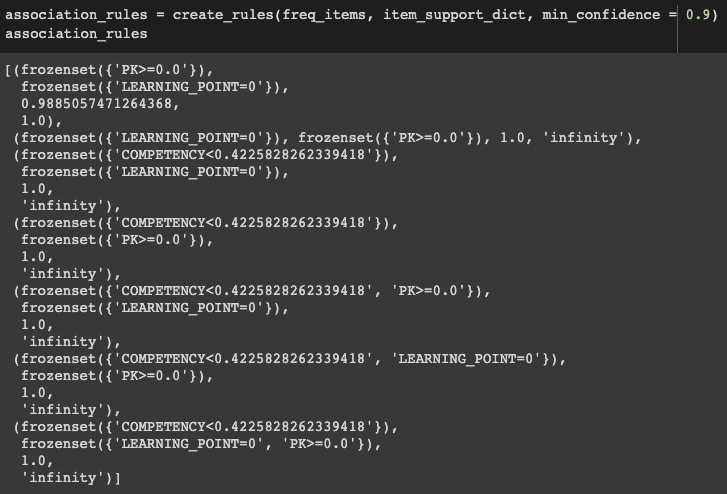 association_rules = create_rules(freq_items, item_support_dict, min_confidence = 0.9)
association_rules
[(frozenset({'PK>=0.0'}),
frozenset({'LEARNING_POINT=0'}),
0.9885057471264368,
1.0),
(frozenset({'LEARNING_POINT=0'}), frozenset({'PK>=0.0'}), 1.0, 'infinity'),
(frozenset({'COMPETENCY<0.4225828262339418'}),
frozenset({'LEARNING_POINT=0'}),
1.0,
'infinity'),
(frozenset({'COMPETENCY<0.4225828262339418'}),
frozenset({'PK>=0.0'}),
1.0,
'infinity'),
(frozenset({'COMPETENCY<0.4225828262339418', 'PK>=0.0'}),
frozenset({'LEARNING_POINT=0'}),
1.0,
'infinity'),
(frozenset({'COMPETENCY<0.4225828262339418', 'LEARNING_POINT=0'}),
frozenset({'PK>=0.0'}),
1.0,
'infinity'),
(frozenset({'COMPETENCY<0.4225828262339418'}),
frozenset({'LEARNING_POINT=0', 'PK>=0.0'}),
1.0,
'infinity')]